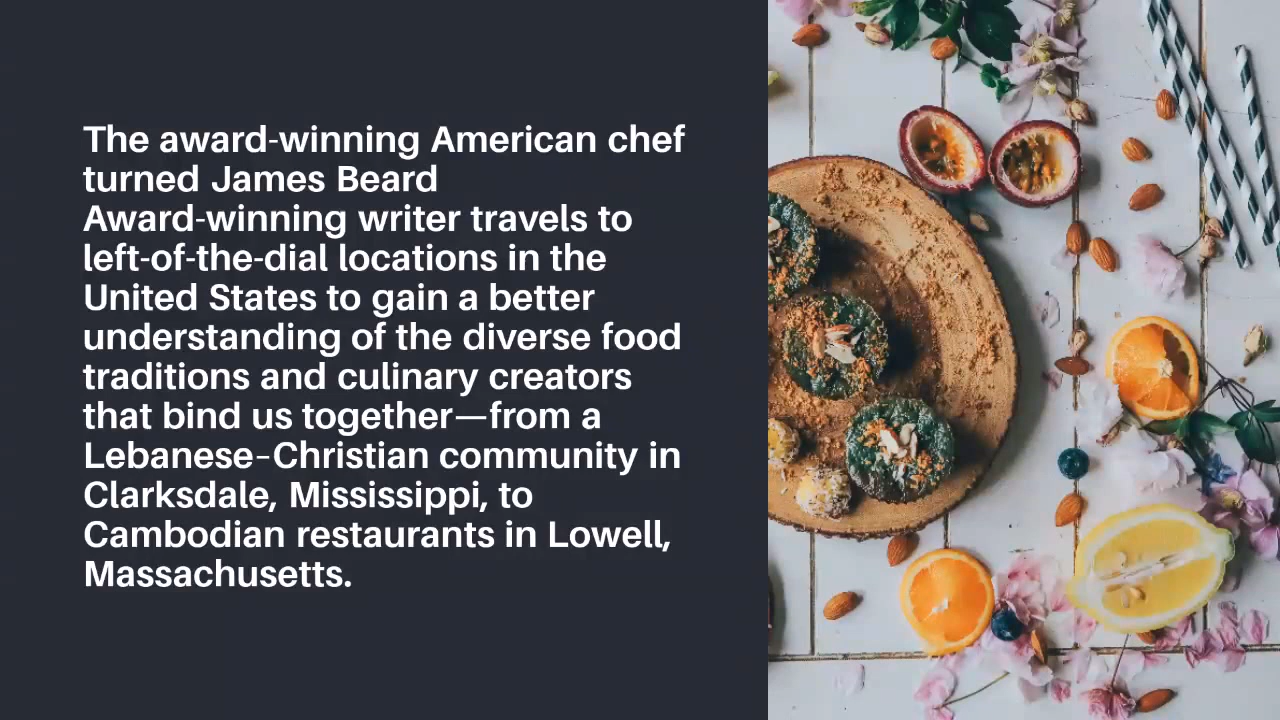 The award-winning American chef
turned James Beard
Award-winning writer travels to
left-of-the-dial locations in the
United States to gain a better
understanding of the diverse food
traditions and culinary creators
that bind us together—from a
Lebanese–Christian community in
Clarksdale, Mississippi, to
Cambodian restaurants in Lowell,
Massachusetts.